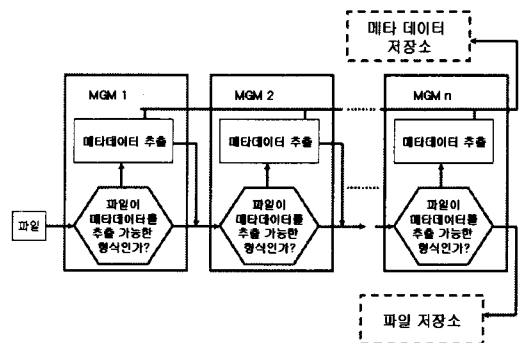 메타 데이터
저장소
MGM 1
MGM 2
MGM n
메타데이터 추출
메타데이터 추출
메타데이터 추출
파일
파일이
메타데이터를
추출 가능한
형식인가?
파일이
메타데이터를
추출 가능한
형식인가?
파일이
메타데이터를
추출 가능한
형식인가?
파일 저장소